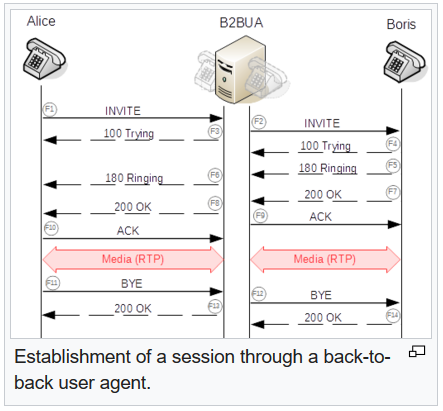 Alice B2BUA Boris
F1 INVITE F2 INVITE
100 Trying F3 100 Trying F4
180 Ringing F5
180 Ringing F6
200 OK F7
200 OK F8
F9 ACK
F10 ACK
Media (RTP) Media (RTP)
F11 BYE F12 BYE
200 OK F13 200 OK F14
Establishment of a session through a back-to-
back user agent.